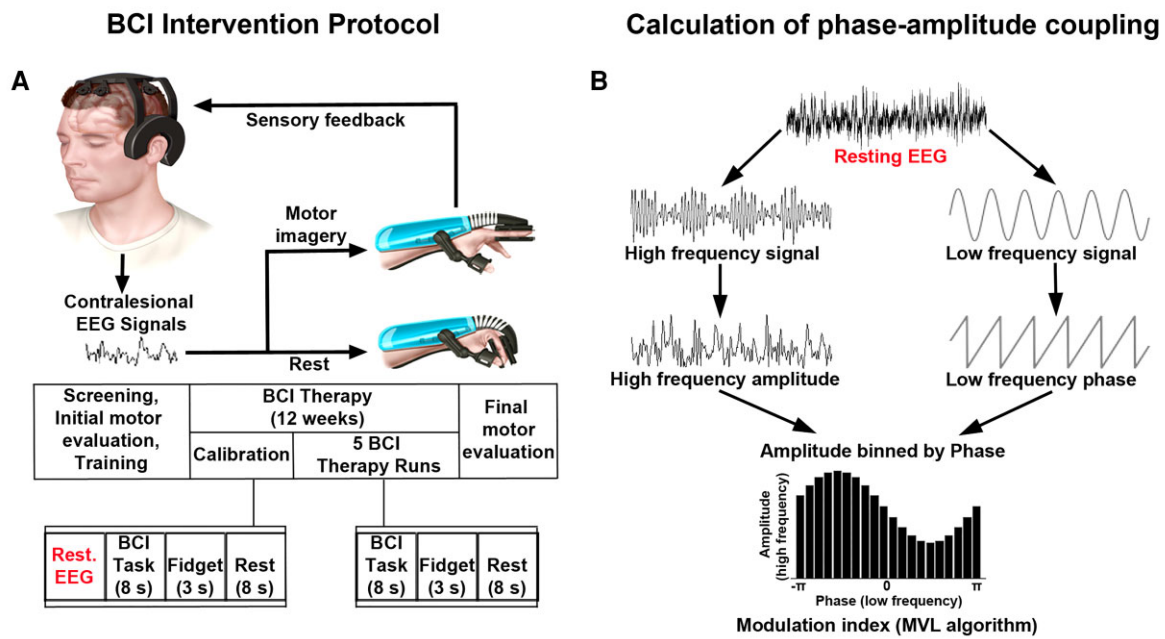 BCI Intervention Protocol
A
Sensory feedback
Motor
imagery
Contralesional
EEG Signals
Rest
Screening,
Initial motor
evaluation,
Training
BCI Therapy
(12 weeks)
Calibration
5 BCI
Therapy Runs
Final
motor
evaluation
Rest.
EEG
BCI
Task
(8 s)
Fidget
(3 s)
Rest
(8 s)
BCI
Task
(8 s)
Fidget
(3 s)
Rest
(8 s)
Calculation of phase-amplitude coupling
B
Resting EEG
High frequency signal
Low frequency signal
High frequency amplitude
Low frequency phase
Amplitude binned by Phase
Amplitude
(high frequency)
-π
0
π
Phase (low frequency)
Modulation index (MVL algorithm)